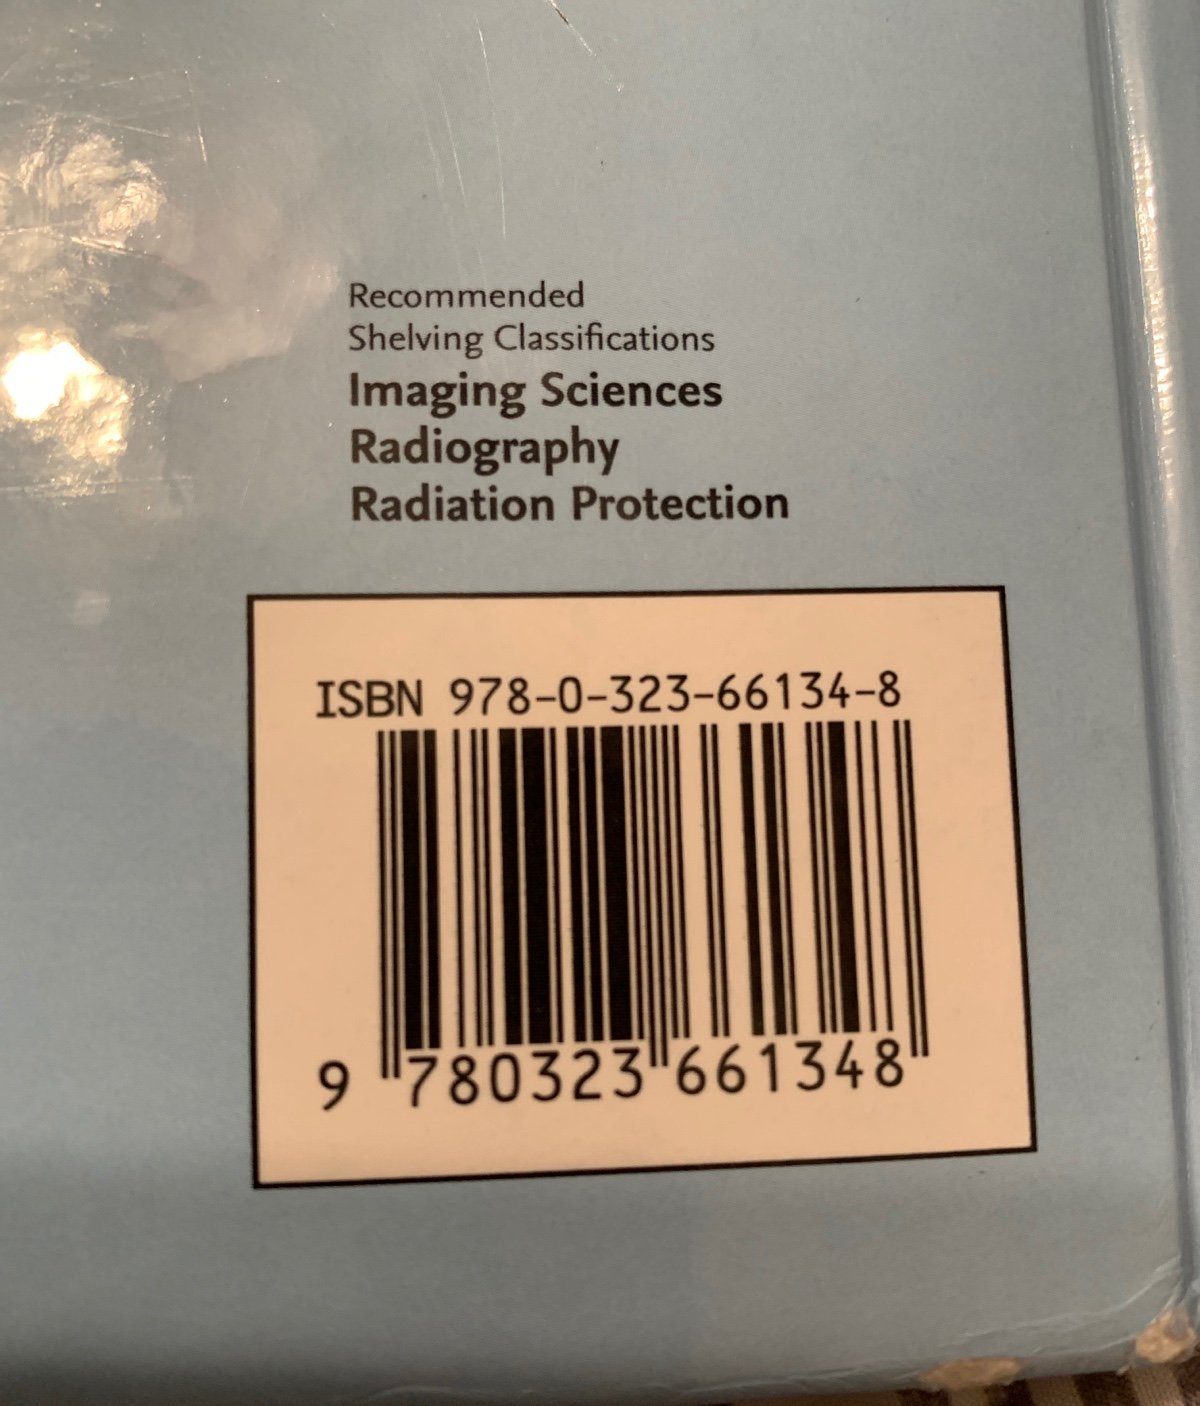 Recommended
Shelving Classifications
Imaging Sciences
Radiography
Radiation Protection
ISBN 978-0-323-66134-8
9 780323 661348